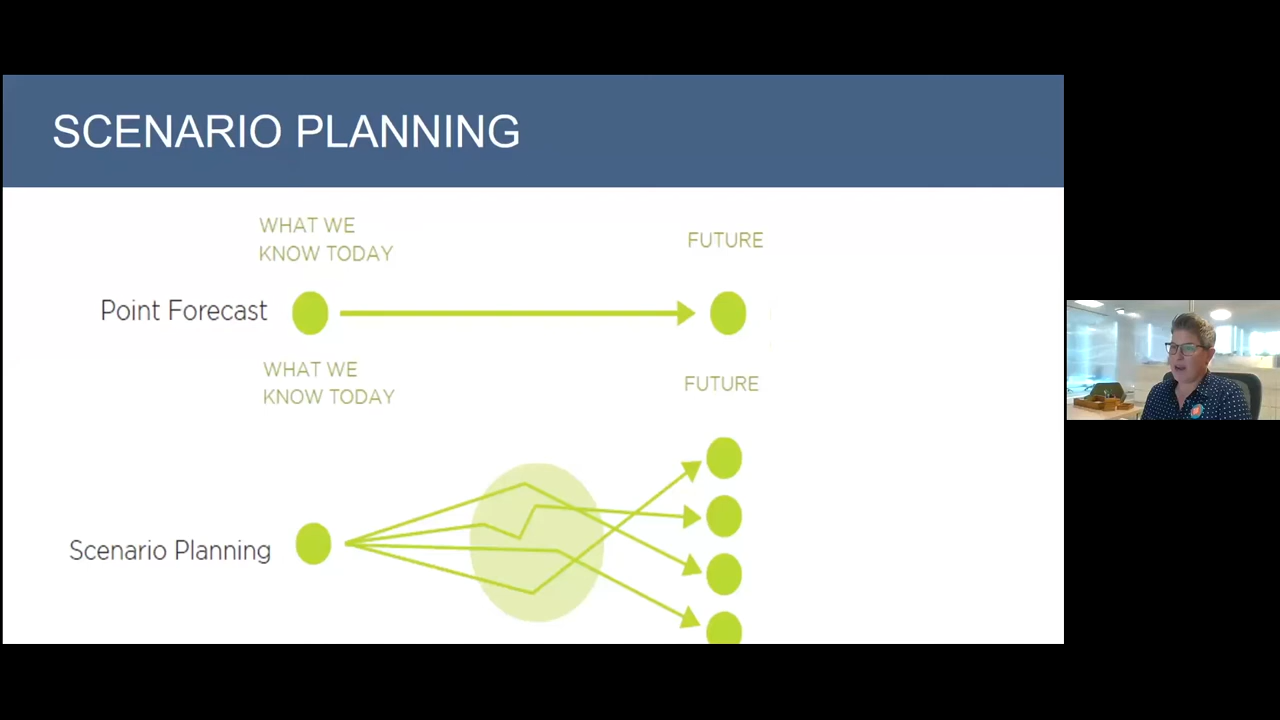 SCENARIO PLANNING
WHAT WE
KNOW TODAY
FUTURE
Point Forecast
WHAT WE
KNOW TODAY
FUTURE
Scenario Planning